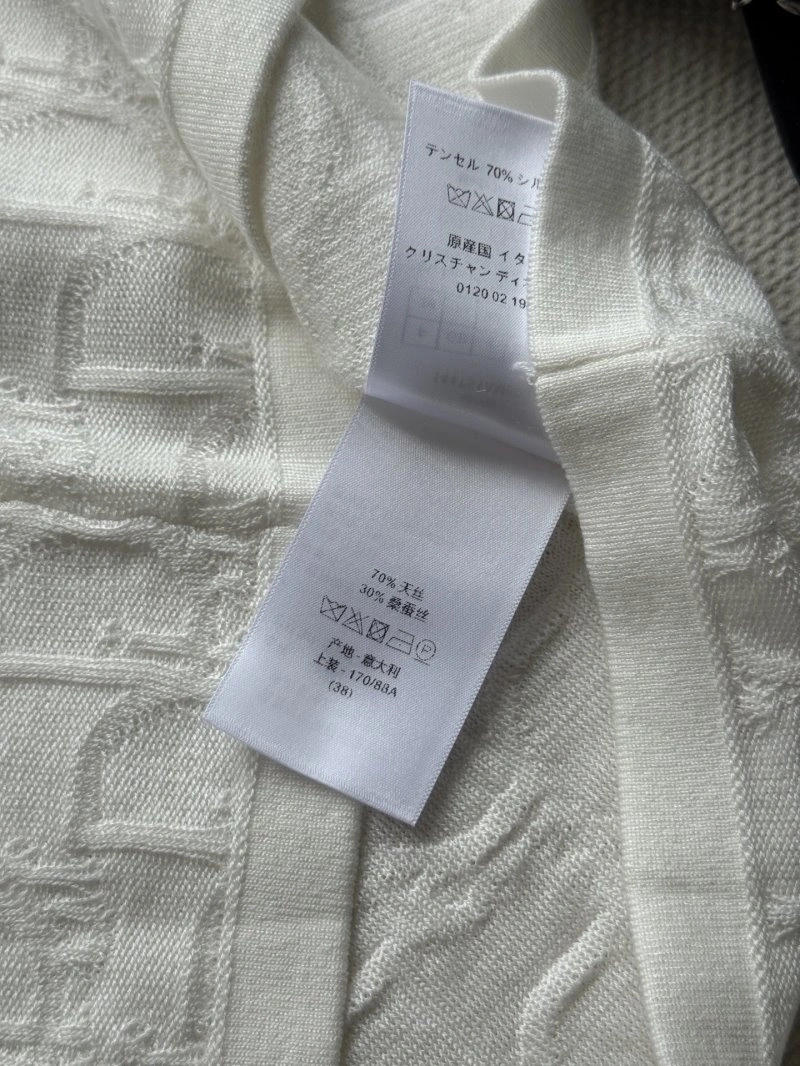 テンセル 70% シル
原産国 イタ
クリスチャン ディ
0120 02 19
70% 天丝
30% 桑蚕丝
P
产地 - 意大利
上装 - 170/88A
(38)